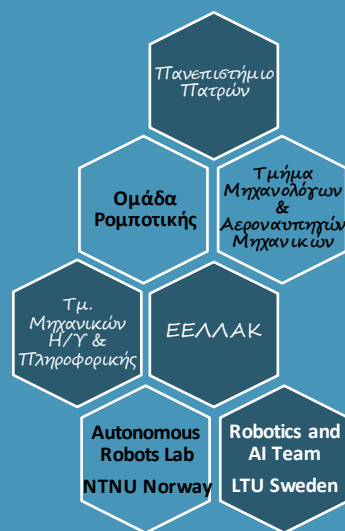 Πανεπιστήμιο
Πατρών
Ομάδα
Ρομποτικής
Τμήμα
Μηχανολόγων
&
Αεροναυπηγών
Μηχανικών
Τμ.
Μηχανικών
Η/Υ &
Πληροφορικής
ΕΕΛΛΑΚ
Autonomous
Robots Lab
NTNU Norway
Robotics and
AI Team
LTU Sweden